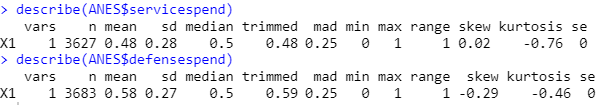 > describe(ANES$servicespend)
vars n mean sd median trimmed mad min max range skew kurtosis se
X1 1 3627 0.48 0.28 0.5 0.48 0.25 0 1 1 0.02 -0.76 0
> describe(ANES$defensespend)
vars n mean sd median trimmed mad min max range skew kurtosis se
X1 1 3683 0.58 0.27 0.5 0.59 0.25 0 1 1 -0.29 -0.46 0